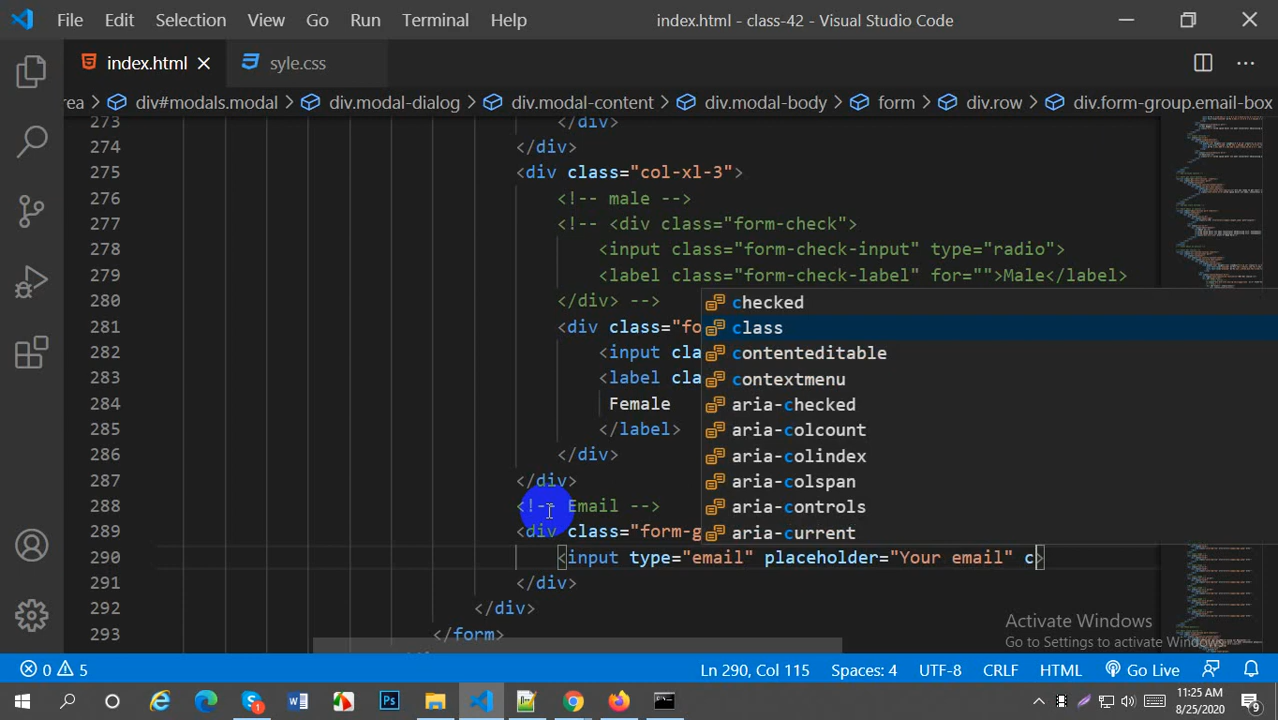 File Edit Selection View Go Run Terminal Help index.html - class-42 - Visual Studio Code
index.html syle.css
rea div#modals.modal div.modal-dialog div.modal-content div.modal-body form div.row div.form-group.email-box
273 </div>
274 </div>
275 <div class="col-xl-3">
276 <!-- male -->
277 <!-- <div class="form-check">
278 <input class="form-check-input" type="radio">
279 <label class="form-check-label" for="">Male</label>
280 </div> -->
281 <div class="fo
282 <input cla
283 <label cla
284 Female
285 </label>
286 </div>
287 </div>
288 <!-- Email -->
289 <div class="form-g
290 <input type="email" placeholder="Your email" c>
291 </div>
292 </div>
293 </form>
checked
class
contenteditable
contextmenu
aria-checked
aria-colcount
aria-colindex
aria-colspan
aria-controls
aria-current
Activate Windows
Go to Settings to activate Windows.
0 5 Ln 290, Col 115 Spaces: 4 UTF-8 CRLF HTML Go Live
11:25 AM
8/25/2020